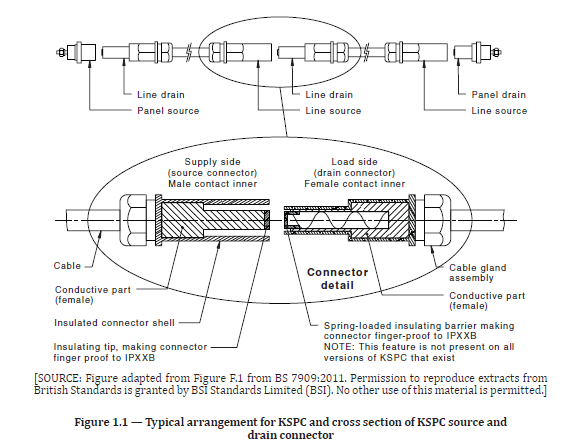 Line drain
Panel source
Line drain
Line source
Panel drain
Line source
Supply side
(source connector)
Male contact inner
Load side
(drain connector)
Female contact inner
Cable
Conductive part
(female)
Insulated connector shell
Insulating tip, making connector
finger proof to IPXXB
Connector
detail
Cable gland
assembly
Conductive part
(female)
Spring-loaded insulating barrier making
connector finger-proof to IPXXB
NOTE: This feature is not present on all
versions of KSPC that exist
[SOURCE: Figure adapted from Figure F.1 from BS 7909:2011. Permission to reproduce extracts from
British Standards is granted by BSI Standards Limited (BSI). No other use of this material is permitted.]
Figure 1.1 — Typical arrangement for KSPC and cross section of KSPC source and
drain connector